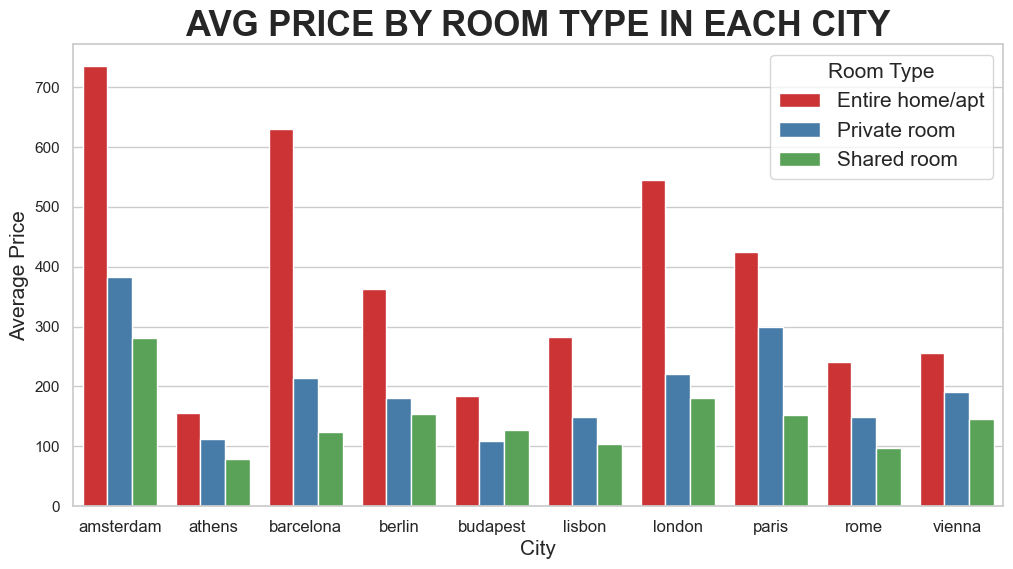 AVG PRICE BY ROOM TYPE IN EACH CITY
Room Type
Entire home/apt
Private room
Shared room
Average Price
700
600
500
400
300
200
100
0
amsterdam athens barcelona berlin budapest lisbon london paris rome vienna
City